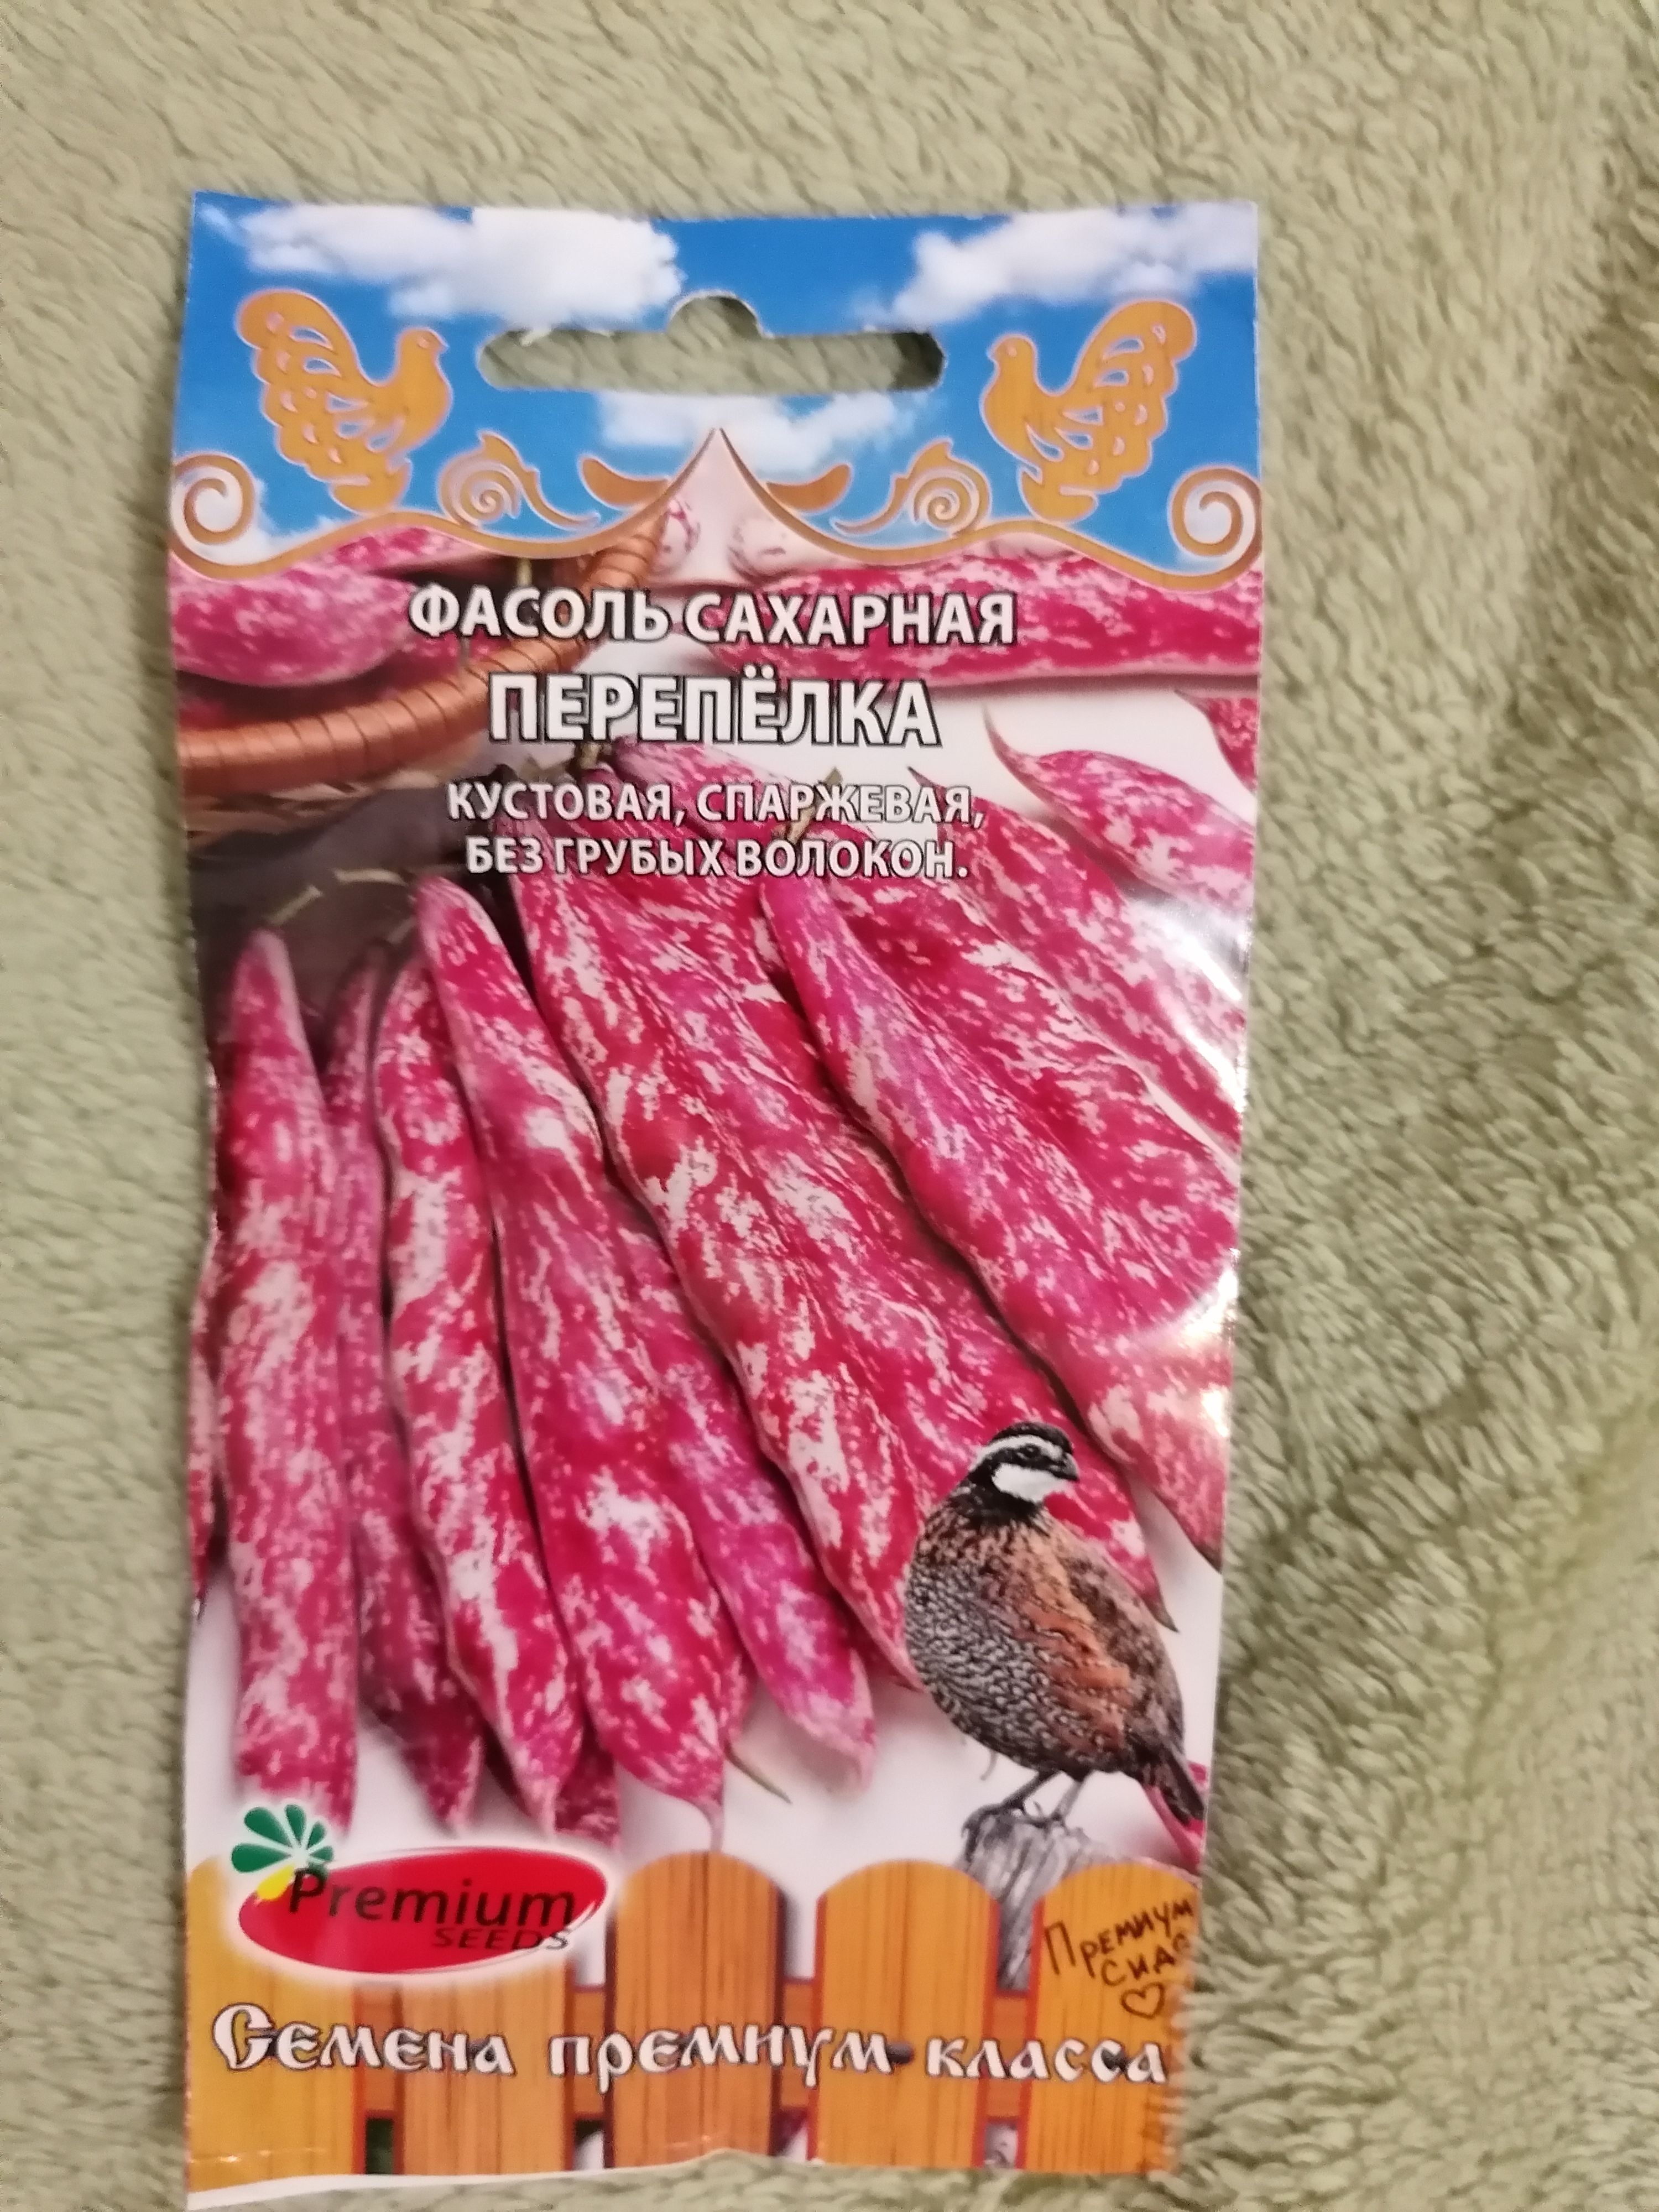 ФАСОЛЬ САХАРНАЯ
ПЕРЕПЁЛКА
КУСТОВАЯ, СПАРЖЕВАЯ,
БЕЗ ГРУБЫХ ВОЛОКОН.
Premium
SEEDS
Премиум
сидс
Семена премиум-класса